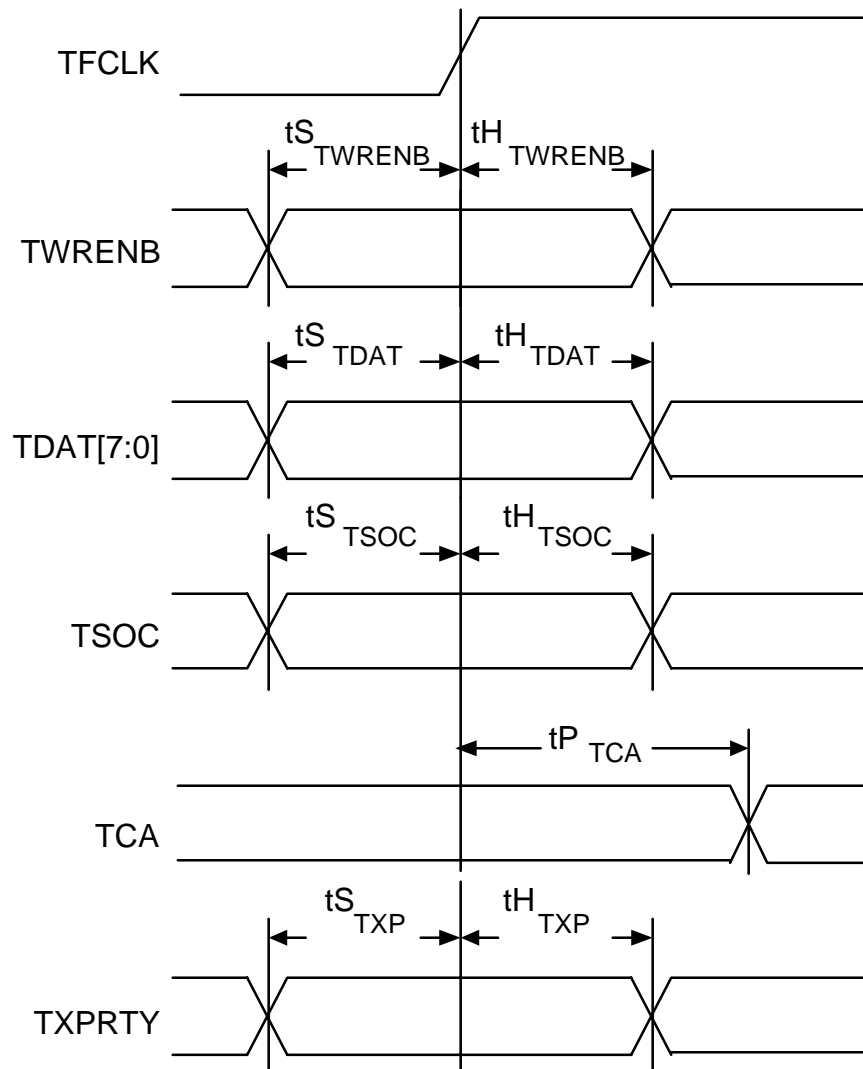 TFCLK
tS TWRENB
tH TWRENB
TWRENB
tS TDAT
tH TDAT
TDAT[7:0]
tS TSOC
tH TSOC
TSOC
tP TCA
TCA
tS TXP
tH TXP
TXPRTY